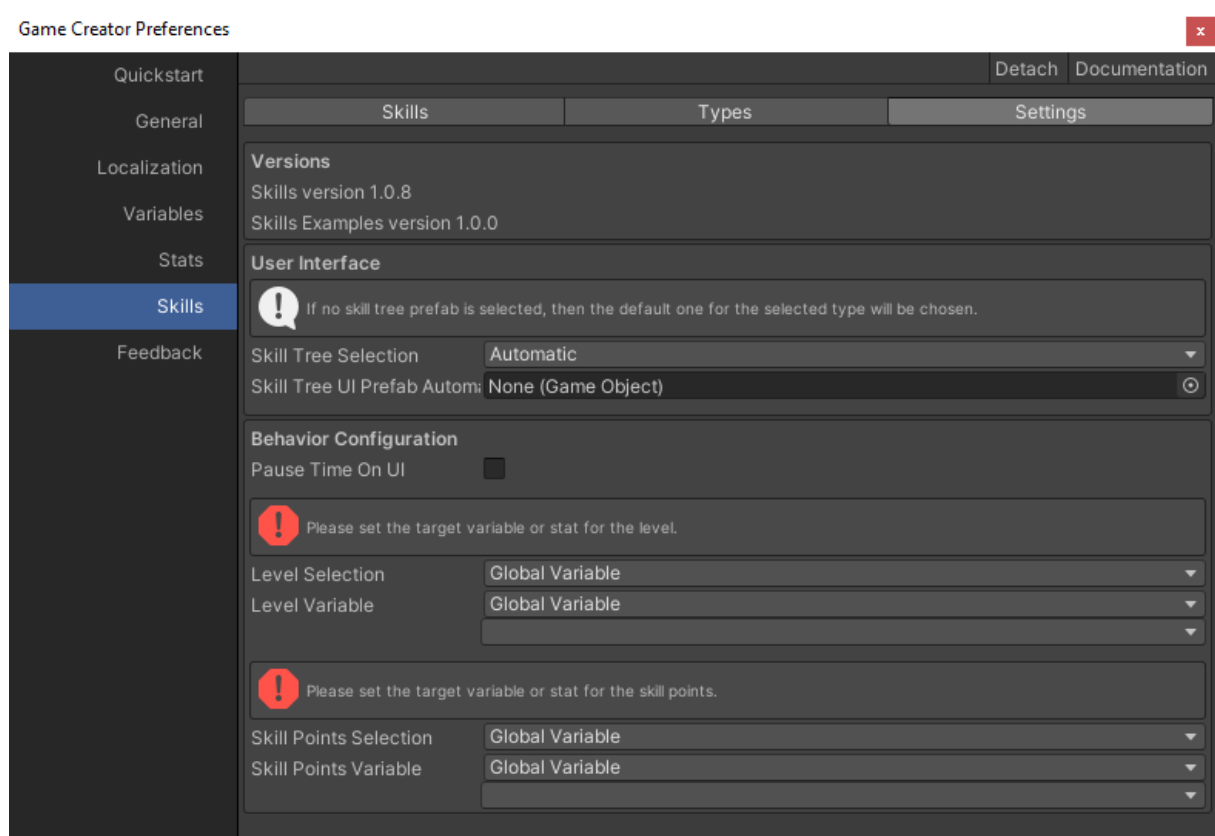 Game Creator Preferences
x
Quickstart
General
Localization
Variables
Stats
Skills
Feedback
Detach Documentation
Skills Types Settings
Versions
Skills version 1.0.8
Skills Examples version 1.0.0
User Interface
If no skill tree prefab is selected, then the default one for the selected type will be chosen.
Skill Tree Selection Automatic
Skill Tree UI Prefab Automa None (Game Object)
Behavior Configuration
Pause Time On UI
Please set the target variable or stat for the level.
Level Selection Global Variable
Level Variable Global Variable
Please set the target variable or stat for the skill points.
Skill Points Selection Global Variable
Skill Points Variable Global Variable